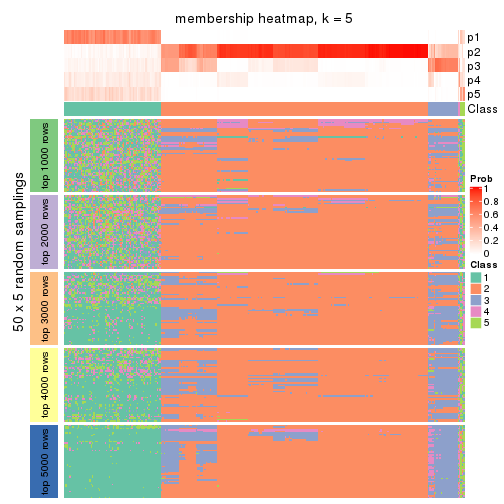 membership heatmap, k = 5
p1
p2
p3
p4
p5
Class
50 x 5 random samplings
top 1000 rows
top 2000 rows
top 3000 rows
top 4000 rows
top 5000 rows
Prob
1
0.8
0.6
0.4
0.2
0
Class
1
2
3
4
5